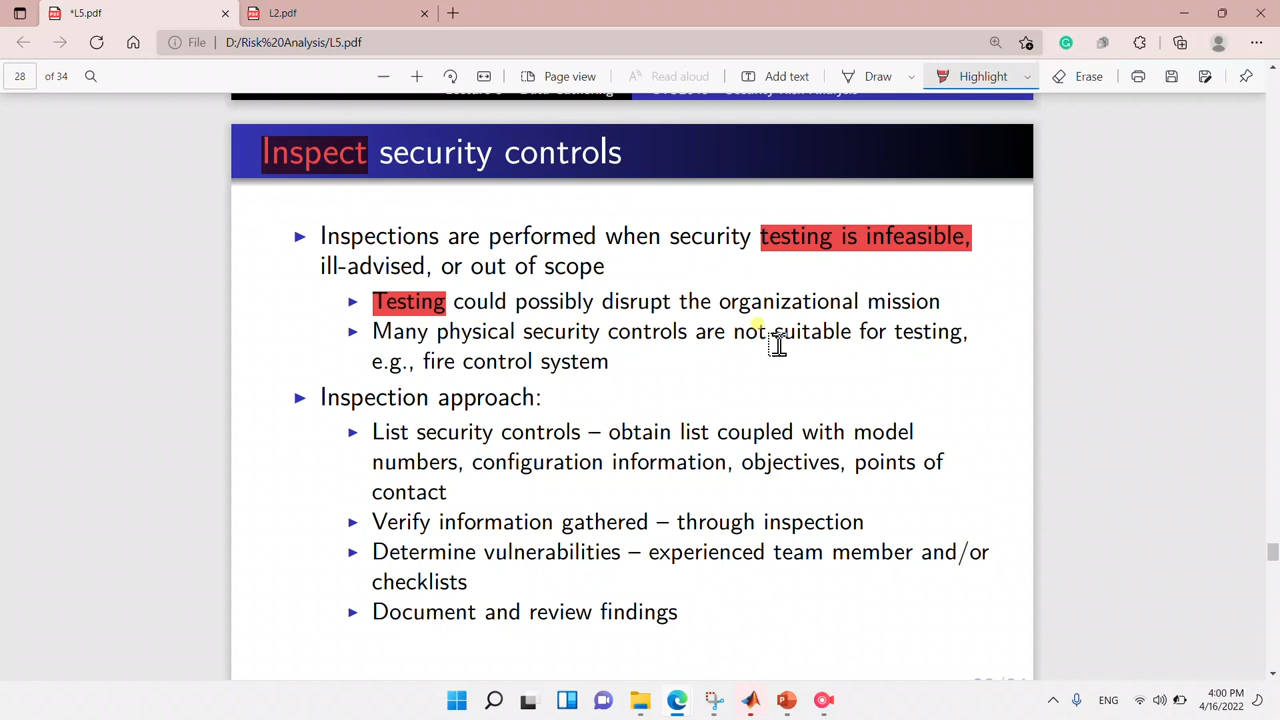 *L5.pdf
L2.pdf
File
D:/Risk%20Analysis/L5.pdf
28 of 34
Page view
Read aloud
Add text
Draw
Highlight
Erase
Inspect security controls
Inspections are performed when security testing is infeasible,
ill-advised, or out of scope
Testing could possibly disrupt the organizational mission
Many physical security controls are not suitable for testing,
e.g., fire control system
Inspection approach:
List security controls – obtain list coupled with model
numbers, configuration information, objectives, points of
contact
Verify information gathered – through inspection
Determine vulnerabilities – experienced team member and/or
checklists
Document and review findings
ENG
4:00 PM
4/16/2022